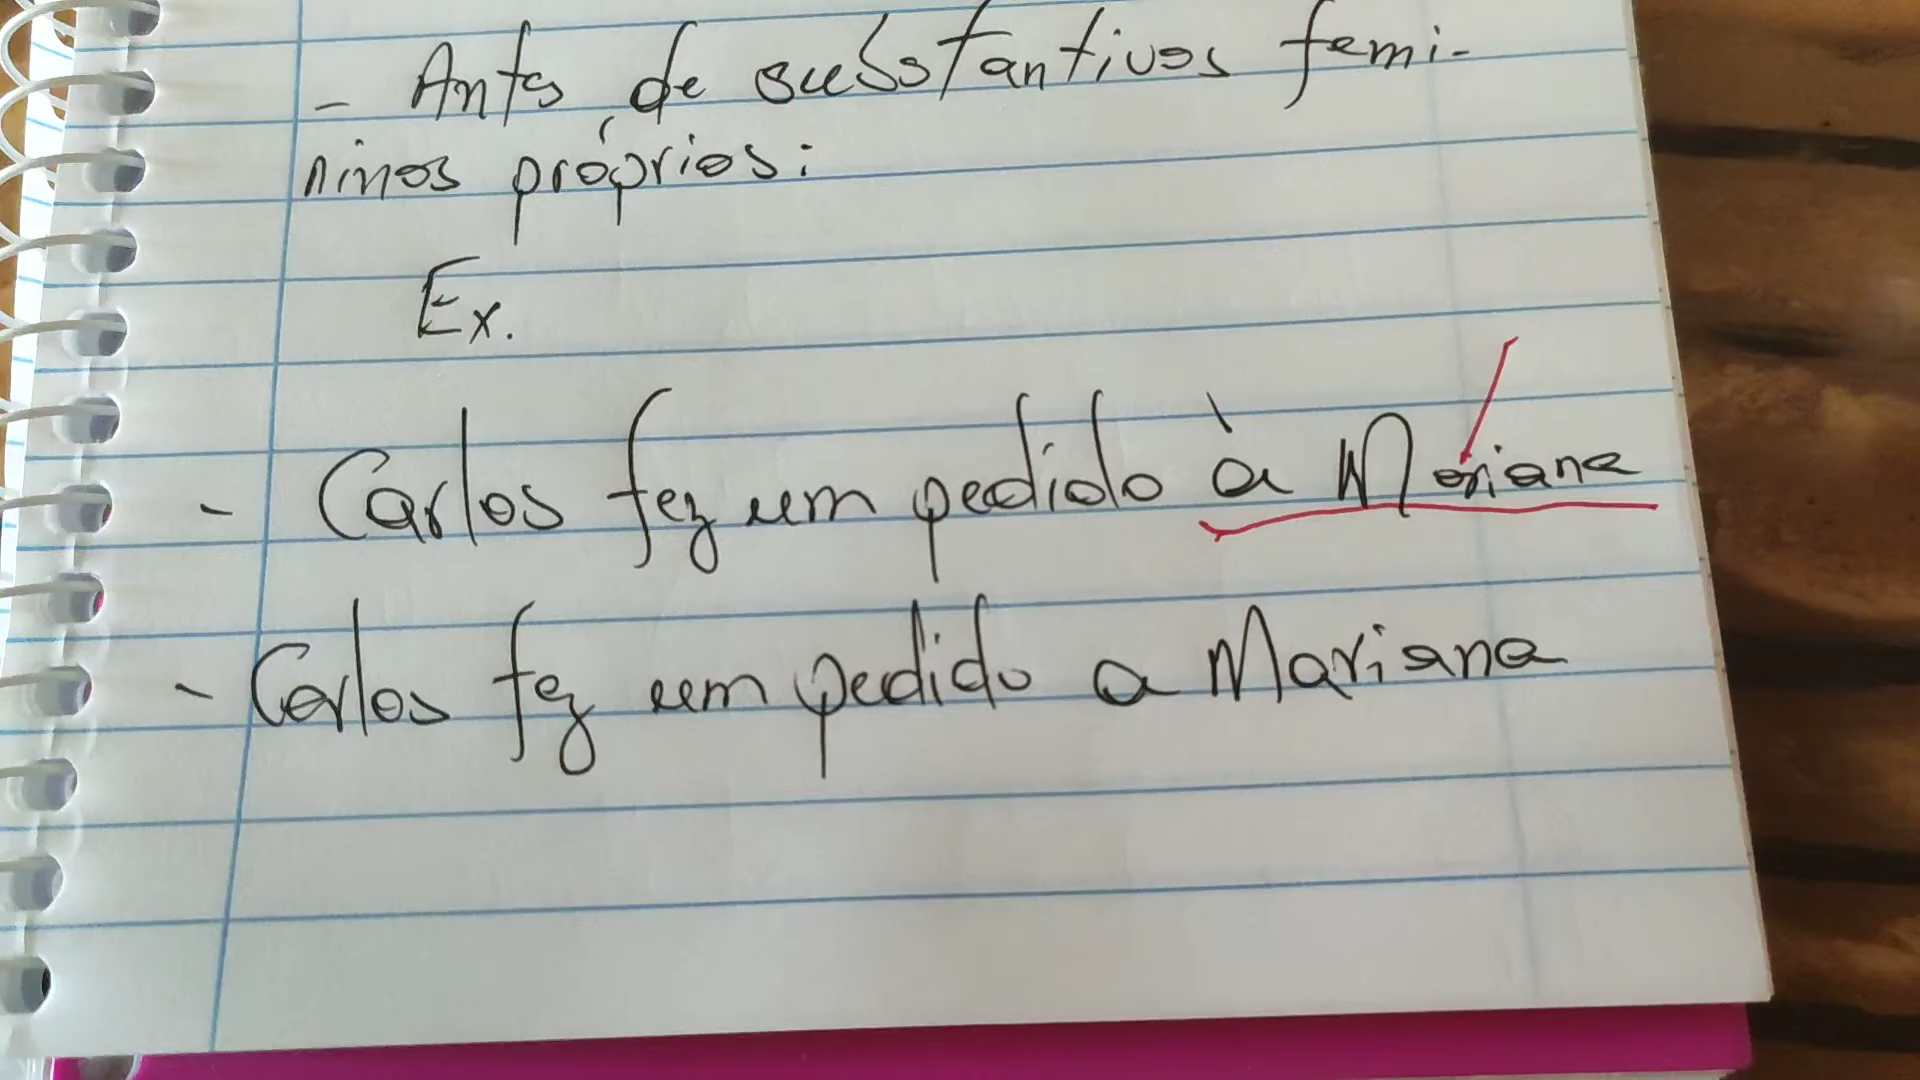 - Antes de substantivos femi-
ninos próprios:
Ex.
- Carlos fez um pedido à Mariana
- Carlos fez um pedido a Mariana